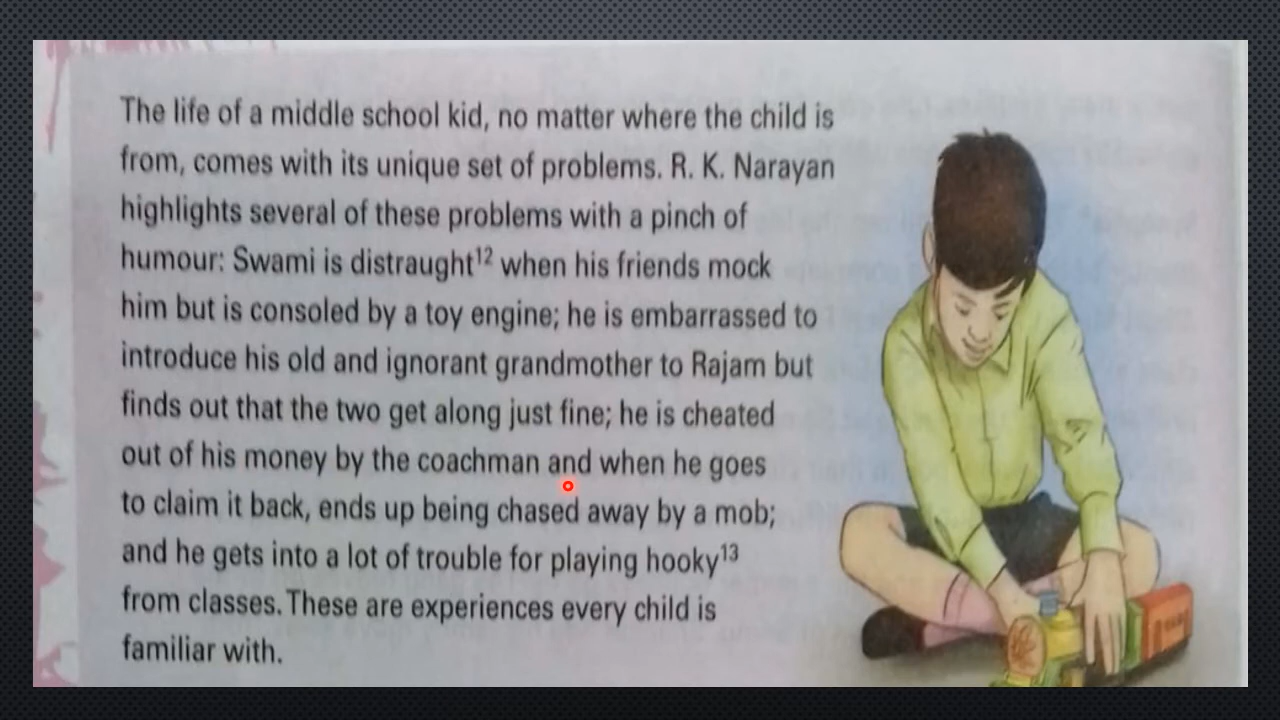 The life of a middle school kid, no matter where the child is
from, comes with its unique set of problems. R. K. Narayan
highlights several of these problems with a pinch of
humour: Swami is distraught¹² when his friends mock
him but is consoled by a toy engine; he is embarrassed to
introduce his old and ignorant grandmother to Rajam but
finds out that the two get along just fine; he is cheated
out of his money by the coachman and when he goes
to claim it back, ends up being chased away by a mob;
and he gets into a lot of trouble for playing hooky¹³
from classes. These are experiences every child is
familiar with.